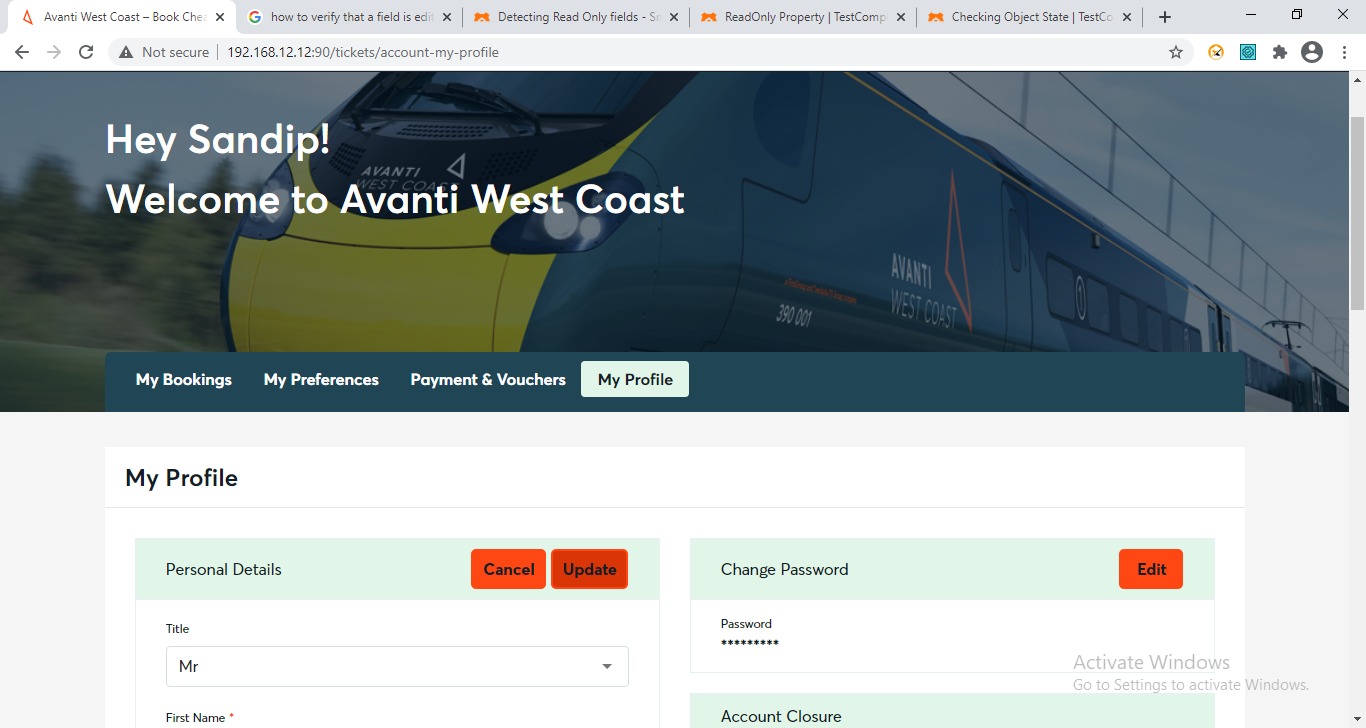 Avanti West Coast – Book Chea
how to verify that a field is edit
Detecting Read Only fields - Sm
ReadOnly Property | TestCompl
Checking Object State | TestCo
Not secure
192.168.12.12:90/tickets/account-my-profile
Hey Sandip!
AVANTI
WEST COAST
Welcome to Avanti West Coast
AVANTI
WEST COAST
390 001
My Bookings
My Preferences
Payment & Vouchers
My Profile
My Profile
Personal Details
Cancel
Update
Change Password
Edit
Title
Mr
Password
*********
First Name *
Account Closure
Activate Windows
Go to Settings to activate Windows.